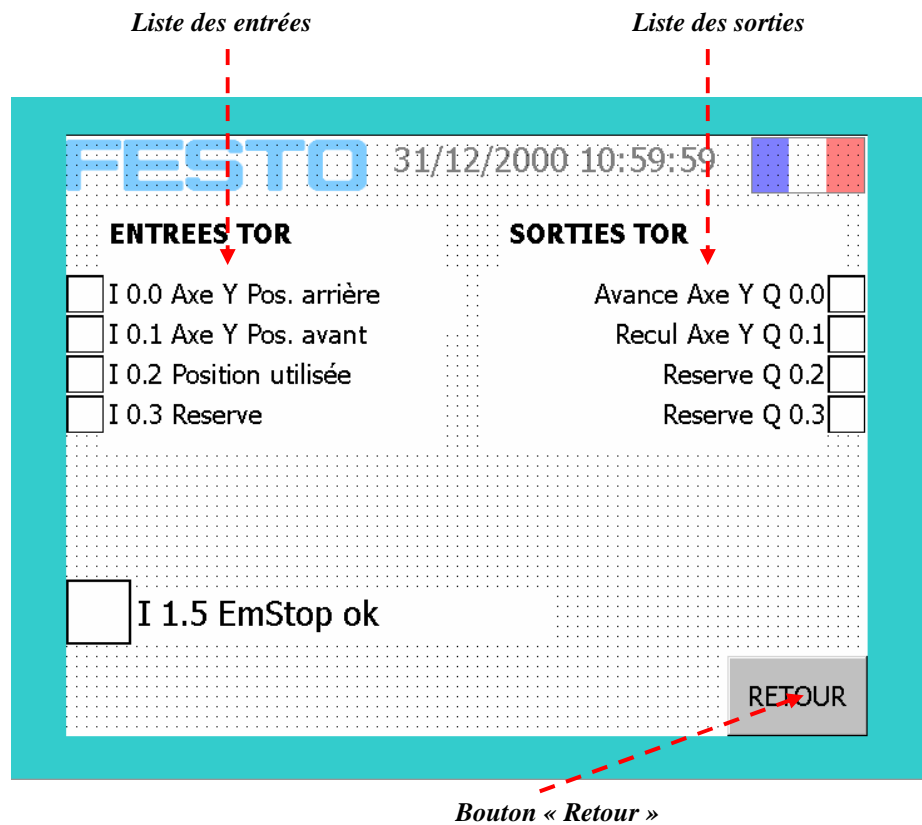 Liste des entrées
Liste des sorties
FESTO 31/12/2000 10:59:59
ENTREES TOR
SORTIES TOR
I 0.0 Axe Y Pos. arrière
I 0.1 Axe Y Pos. avant
I 0.2 Position utilisée
I 0.3 Reserve
Avance Axe Y Q 0.0
Recul Axe Y Q 0.1
Reserve Q 0.2
Reserve Q 0.3
I 1.5 EmStop ok
RETOUR
Bouton « Retour »